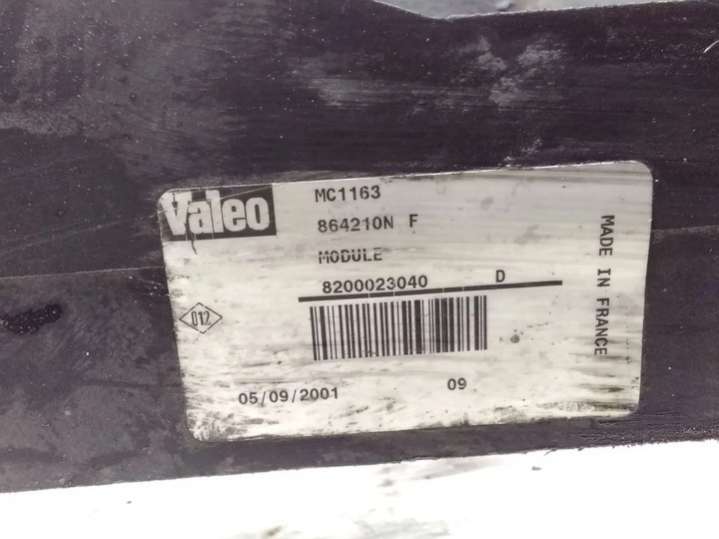 Valeo
MC1163
864210N F
MODULE
8200023040 D
012
05/09/2001 09
MADE IN FRANCE